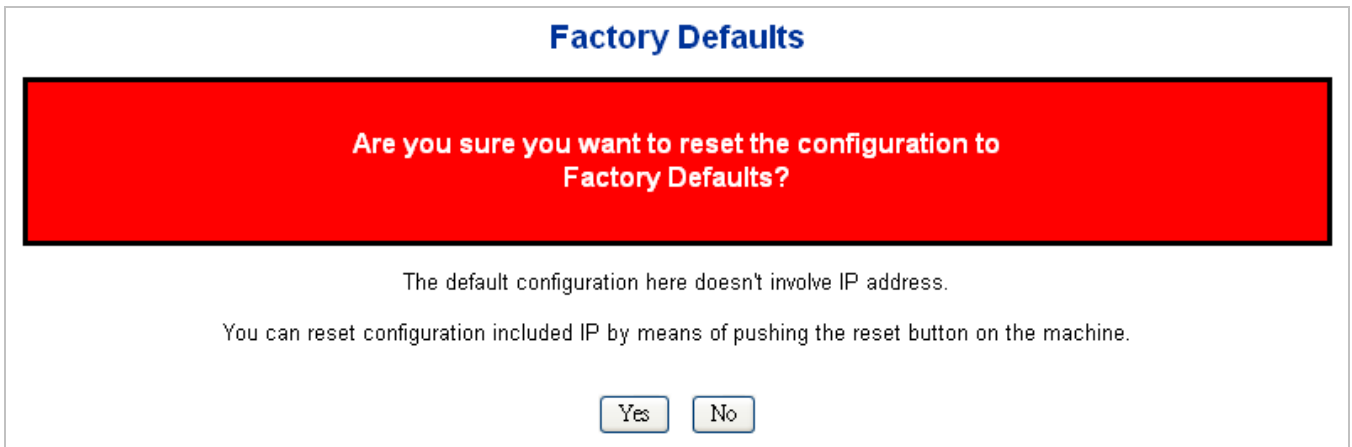 Factory Defaults
Are you sure you want to reset the configuration to
Factory Defaults?
The default configuration here doesn't involve IP address.
You can reset configuration included IP by means of pushing the reset button on the machine.
Yes No